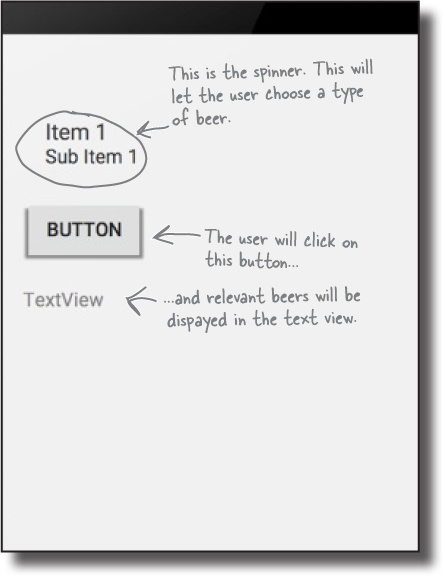 This is the spinner. This will
let the user choose a type
of beer.
Item 1
Sub Item 1
BUTTON
The user will click on
this button...
TextView
...and relevant beers will be
dispayed in the text view.